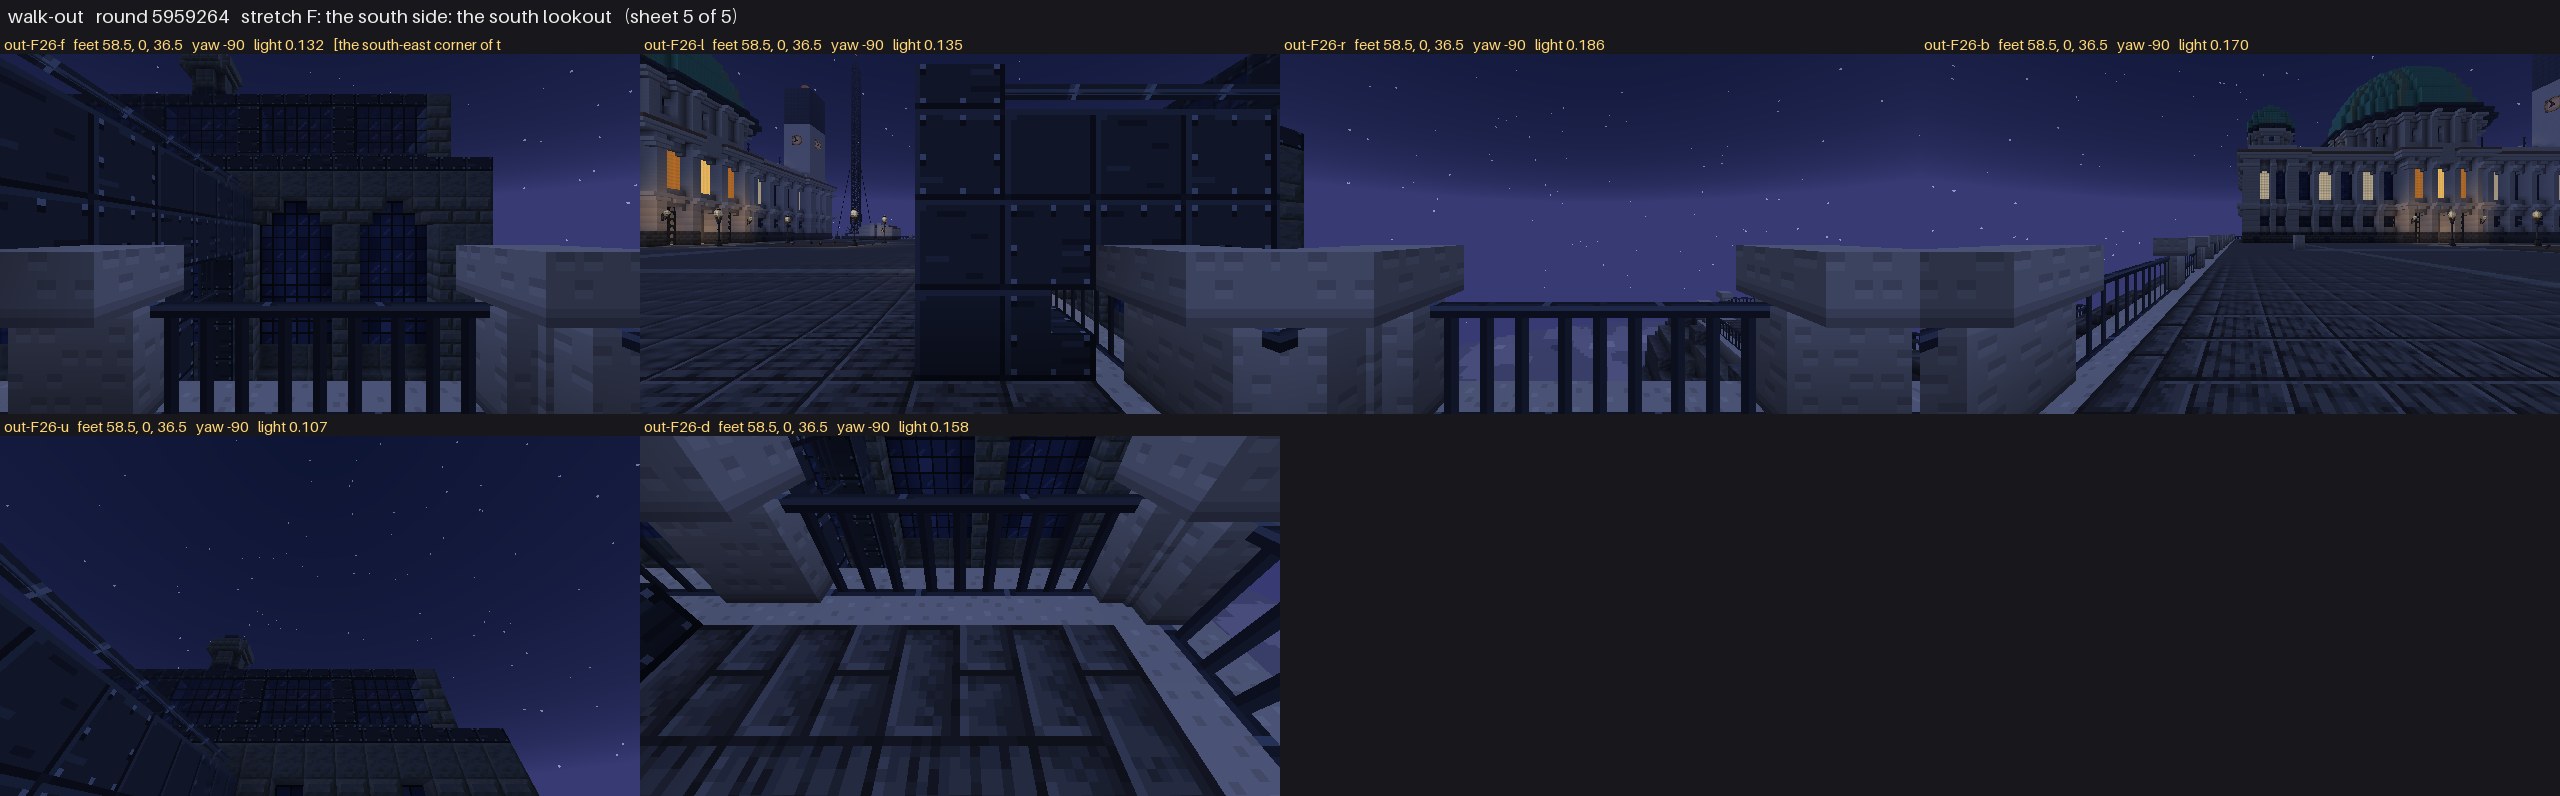 walk-out round 5959264 stretch F: the south side: the south lookout (sheet 5 of 5)
out-F26-f feet 58.5, 0, 36.5 yaw -90 light 0.132 [the south-east corner of t
out-F26-l feet 58.5, 0, 36.5 yaw -90 light 0.135
out-F26-r feet 58.5, 0, 36.5 yaw -90 light 0.186
out-F26-b feet 58.5, 0, 36.5 yaw -90 light 0.170
out-F26-u feet 58.5, 0, 36.5 yaw -90 light 0.107
out-F26-d feet 58.5, 0, 36.5 yaw -90 light 0.158